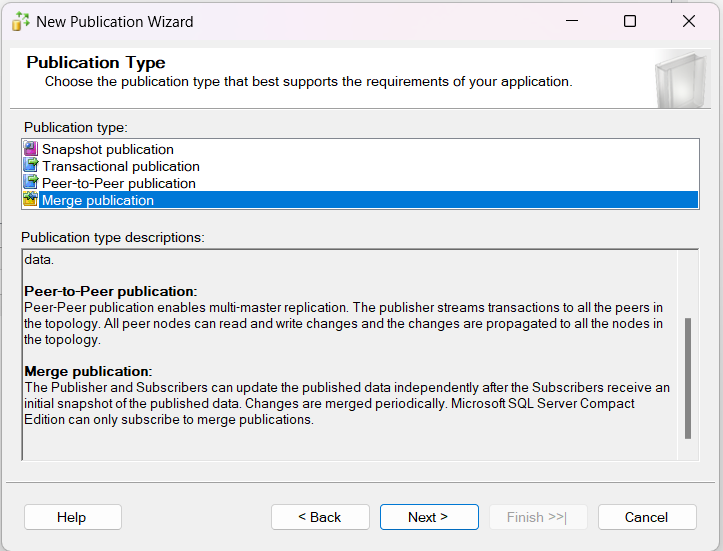 New Publication Wizard
Publication Type
Choose the publication type that best supports the requirements of your application.
Publication type:
Snapshot publication
Transactional publication
Peer-to-Peer publication
Merge publication
Publication type descriptions:
data.
Peer-to-Peer publication:
Peer-Peer publication enables multi-master replication. The publisher streams transactions to all the peers in
the topology. All peer nodes can read and write changes and the changes are propagated to all the nodes in
the topology.
Merge publication:
The Publisher and Subscribers can update the published data independently after the Subscribers receive an
initial snapshot of the published data. Changes are merged periodically. Microsoft SQL Server Compact
Edition can only subscribe to merge publications.
Help
< Back
Next >
Finish >>|
Cancel